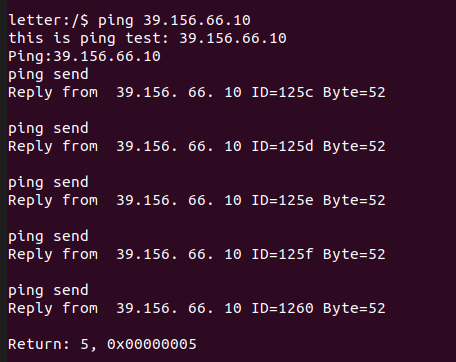 letter:/$ ping 39.156.66.10
this is ping test: 39.156.66.10
Ping:39.156.66.10
ping send
Reply from  39.156. 66. 10 ID=125c Byte=52
ping send
Reply from  39.156. 66. 10 ID=125d Byte=52
ping send
Reply from  39.156. 66. 10 ID=125e Byte=52
ping send
Reply from  39.156. 66. 10 ID=125f Byte=52
ping send
Reply from  39.156. 66. 10 ID=1260 Byte=52
Return: 5, 0x00000005